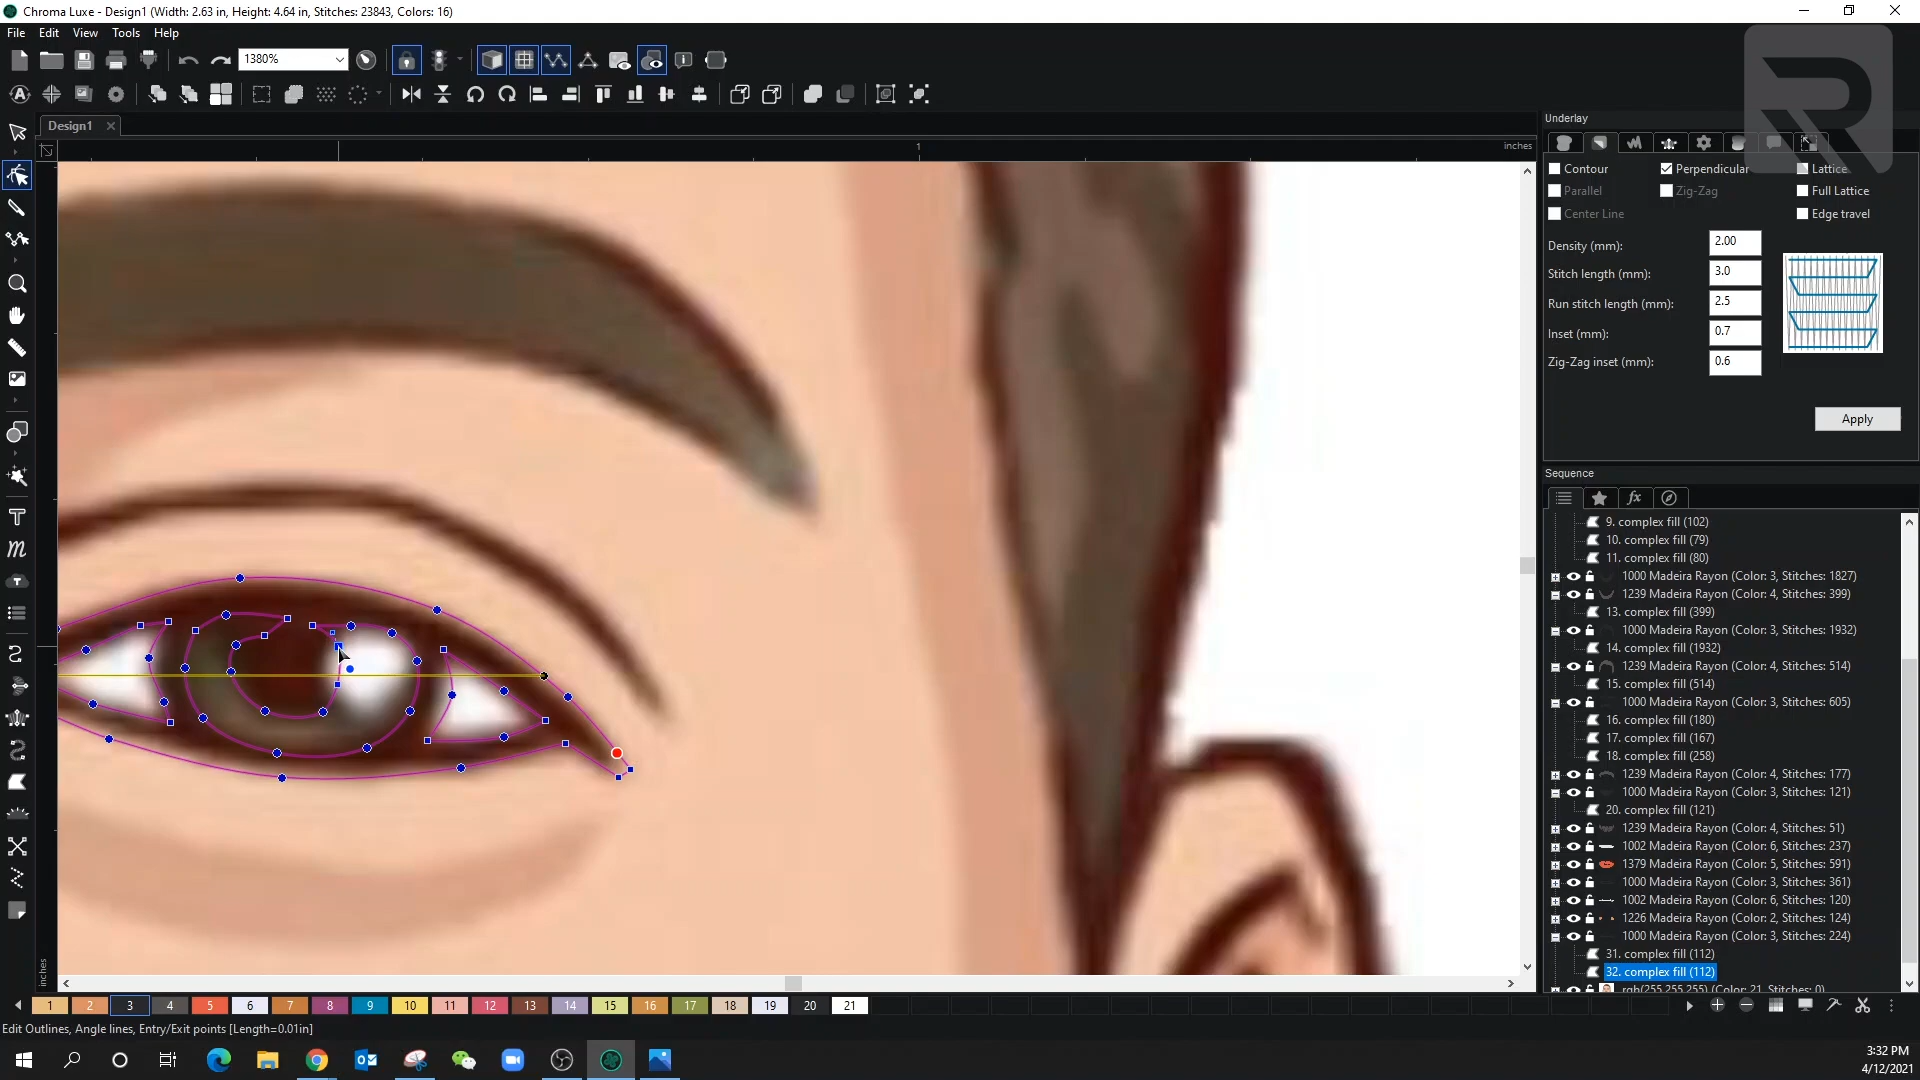 Chroma Luxe - Design1 (Width: 2.63 in, Height: 4.64 in, Stitches: 23843, Colors: 16)
File Edit View Tools Help
1380%
Design1
1
inches
inches
Underlay
Contour
Perpendicular
Lattice
Parallel
Zig-Zag
Full Lattice
Center Line
Edge travel
Density (mm): 2.00
Stitch length (mm): 3.0
Run stitch length (mm): 2.5
Inset (mm): 0.7
Zig-Zag inset (mm): 0.6
Apply
Sequence
9. complex fill (102)
10. complex fill (79)
11. complex fill (80)
1000 Madeira Rayon (Color: 3, Stitches: 1827)
1239 Madeira Rayon (Color: 4, Stitches: 399)
13. complex fill (399)
1000 Madeira Rayon (Color: 3, Stitches: 1932)
14. complex fill (1932)
1239 Madeira Rayon (Color: 4, Stitches: 514)
15. complex fill (514)
1000 Madeira Rayon (Color: 3, Stitches: 605)
16. complex fill (180)
17. complex fill (167)
18. complex fill (258)
1239 Madeira Rayon (Color: 4, Stitches: 177)
1000 Madeira Rayon (Color: 3, Stitches: 121)
20. complex fill (121)
1239 Madeira Rayon (Color: 4, Stitches: 51)
1002 Madeira Rayon (Color: 6, Stitches: 237)
1379 Madeira Rayon (Color: 5, Stitches: 591)
1000 Madeira Rayon (Color: 3, Stitches: 361)
1002 Madeira Rayon (Color: 6, Stitches: 120)
1226 Madeira Rayon (Color: 2, Stitches: 124)
1000 Madeira Rayon (Color: 3, Stitches: 224)
31. complex fill (112)
32. complex fill (112)
rgb(255,255,255) (Color: 21, Stitches: 0)
1 2 3 4 5 6 7 8 9 10 11 12 13 14 15 16 17 18 19 20 21
Edit Outlines, Angle lines, Entry/Exit points [Length=0.01in]
3:32 PM
4/12/2021